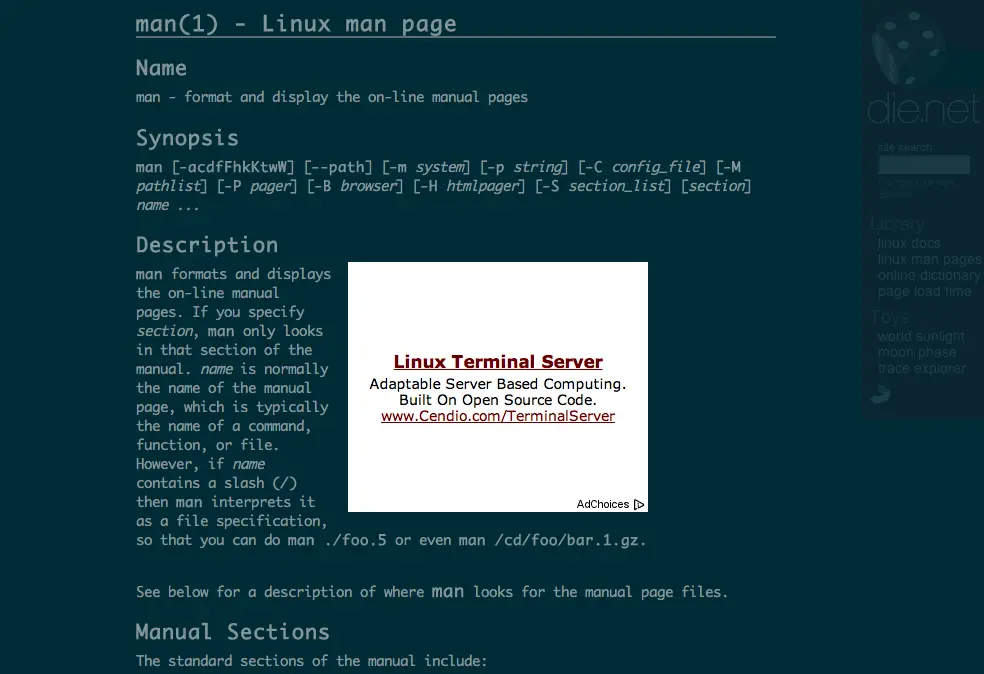 man(1) - Linux man page
Name
man - format and display the on-line manual pages
Synopsis
man [-acdfFhkKtwW] [--path] [-m system] [-p string] [-C config_file] [-M
pathlist] [-P pager] [-B browser] [-H htmlpager] [-S section_list] [section]
name ...
Description
man formats and displays
the on-line manual
pages. If you specify
section, man only looks
in that section of the
manual. name is normally
the name of the manual
page, which is typically
the name of a command,
function, or file.
However, if name
contains a slash (/)
then man interprets it
as a file specification,
so that you can do man ./foo.5 or even man /cd/foo/bar.1.gz.
Linux Terminal Server
Adaptable Server Based Computing.
Built On Open Source Code.
www.Cendio.com/TerminalServer
AdChoices
See below for a description of where man looks for the manual page files.
Manual Sections
The standard sections of the manual include:
die.net
site search
Library
linux docs
linux man pages
online dictionary
page load time
Toys
world sunlight
moon phase
trace explorer